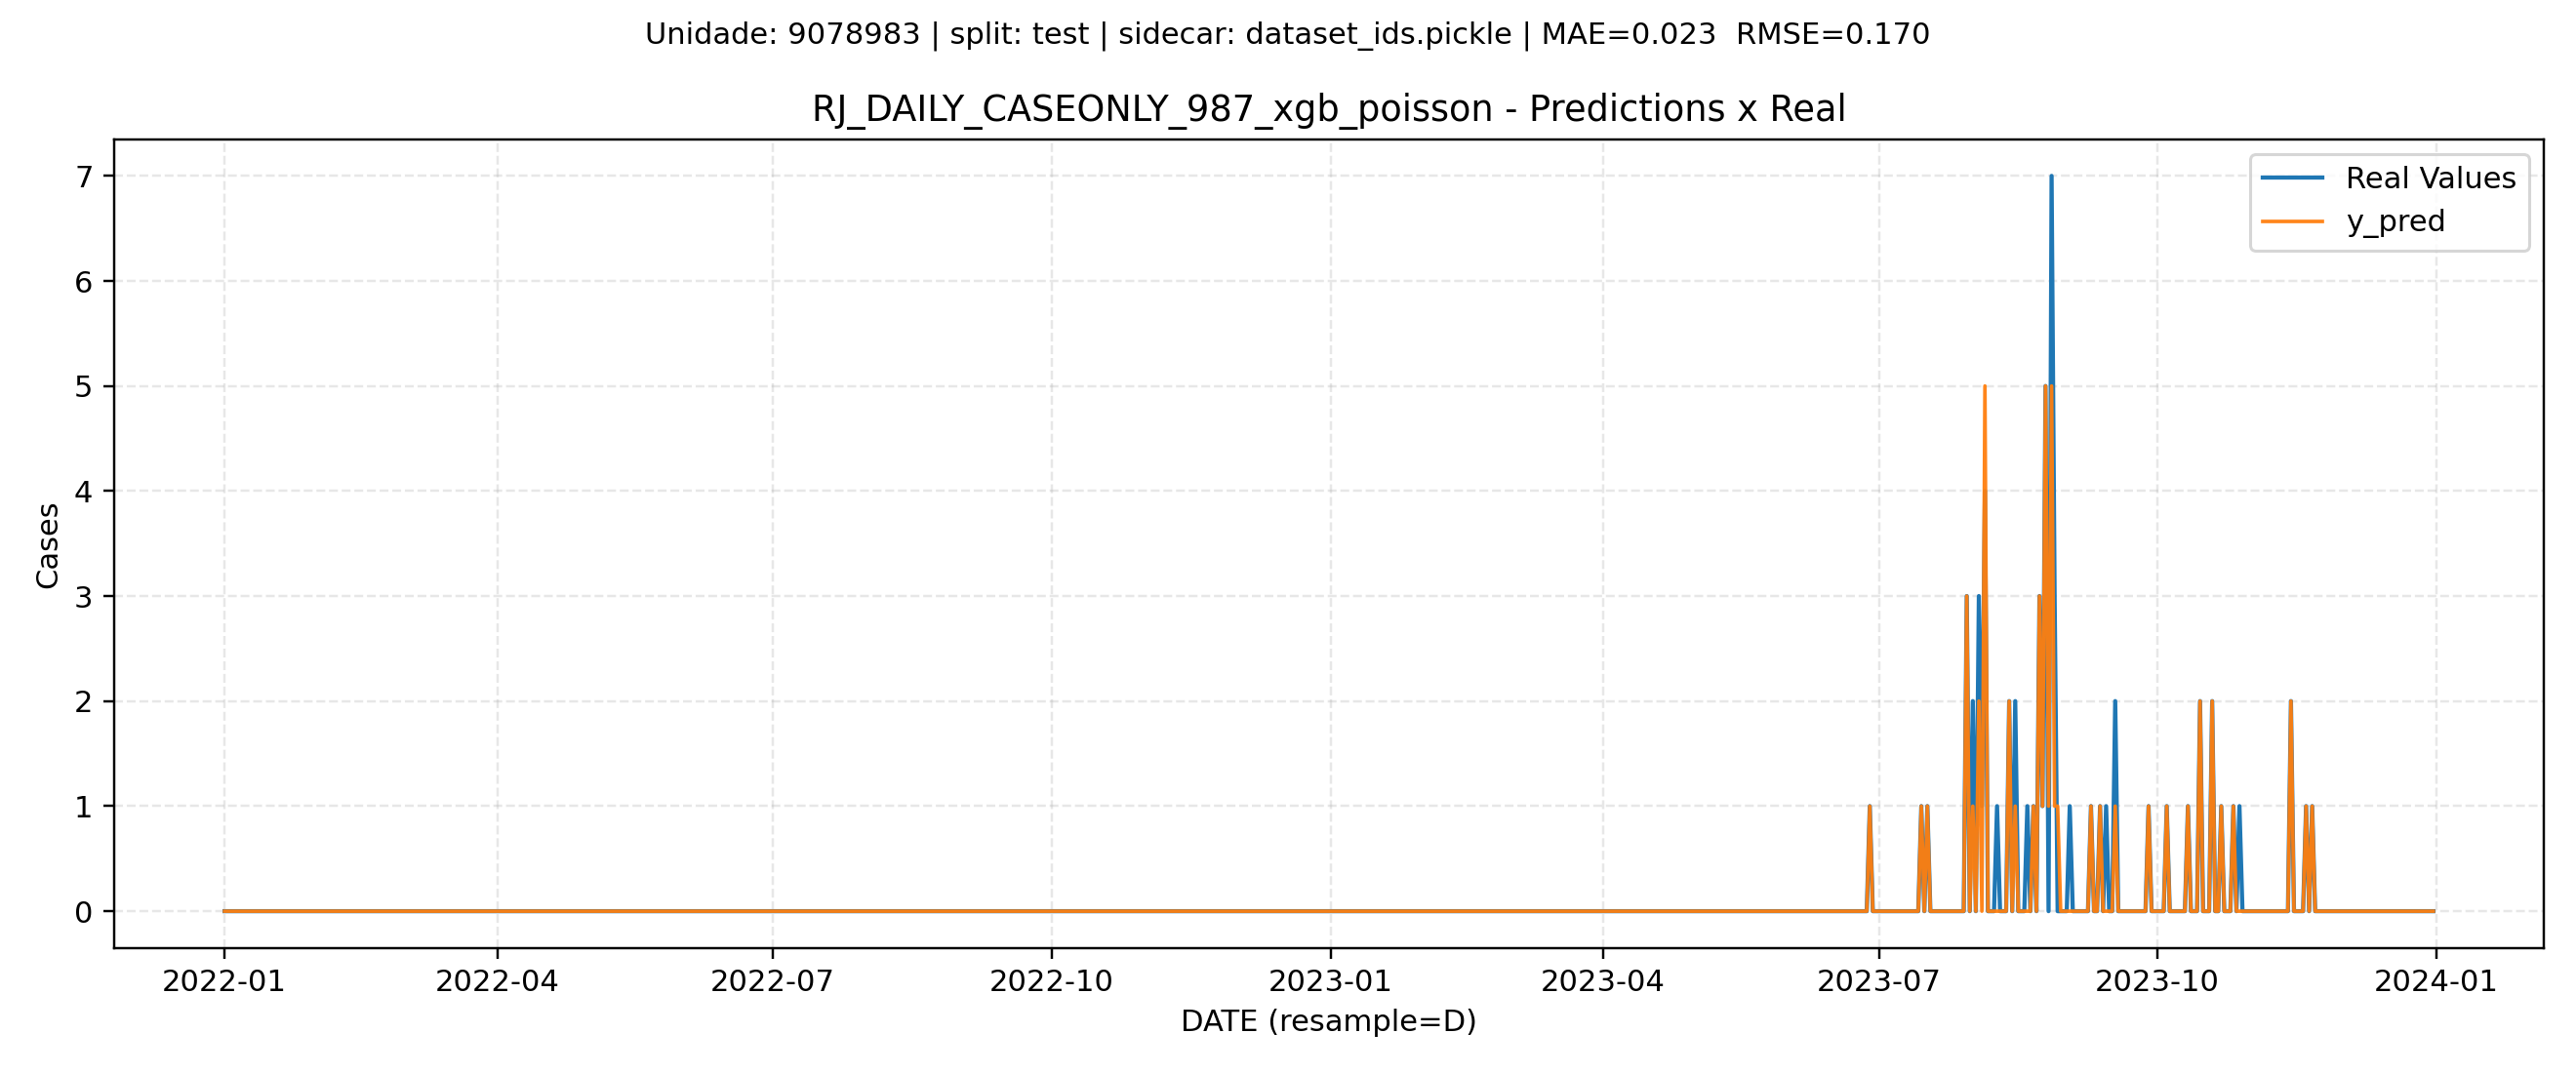 Unidade: 9078983 | split: test | sidecar: dataset_ids.pickle | MAE=0.023  RMSE=0.170
RJ_DAILY_CASEONLY_987_xgb_poisson - Predictions x Real
Real Values
y_pred
7
6
5
4
3
2
1
0
Cases
2022-01
2022-04
2022-07
2022-10
2023-01
2023-04
2023-07
2023-10
2024-01
DATE (resample=D)